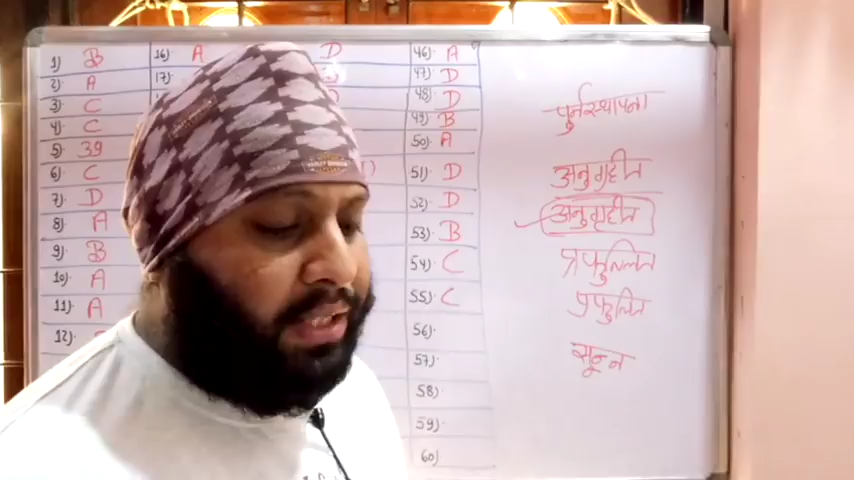 1) B
2) A
3) C
4) C
5) 39
6) C
7) D
8) A
9) B
10) A
11) A
12)
16) A
17)
D
46) A
47) D
48) D
49) B
50) A
51) D
52) D
53) B
54) C
55) C
56)
57)
58)
59)
60)
पुर्नस्थापना
अनुग्रहीत
अनुगृहीत
प्रफुल्लित
प्रफुलित
सून्न